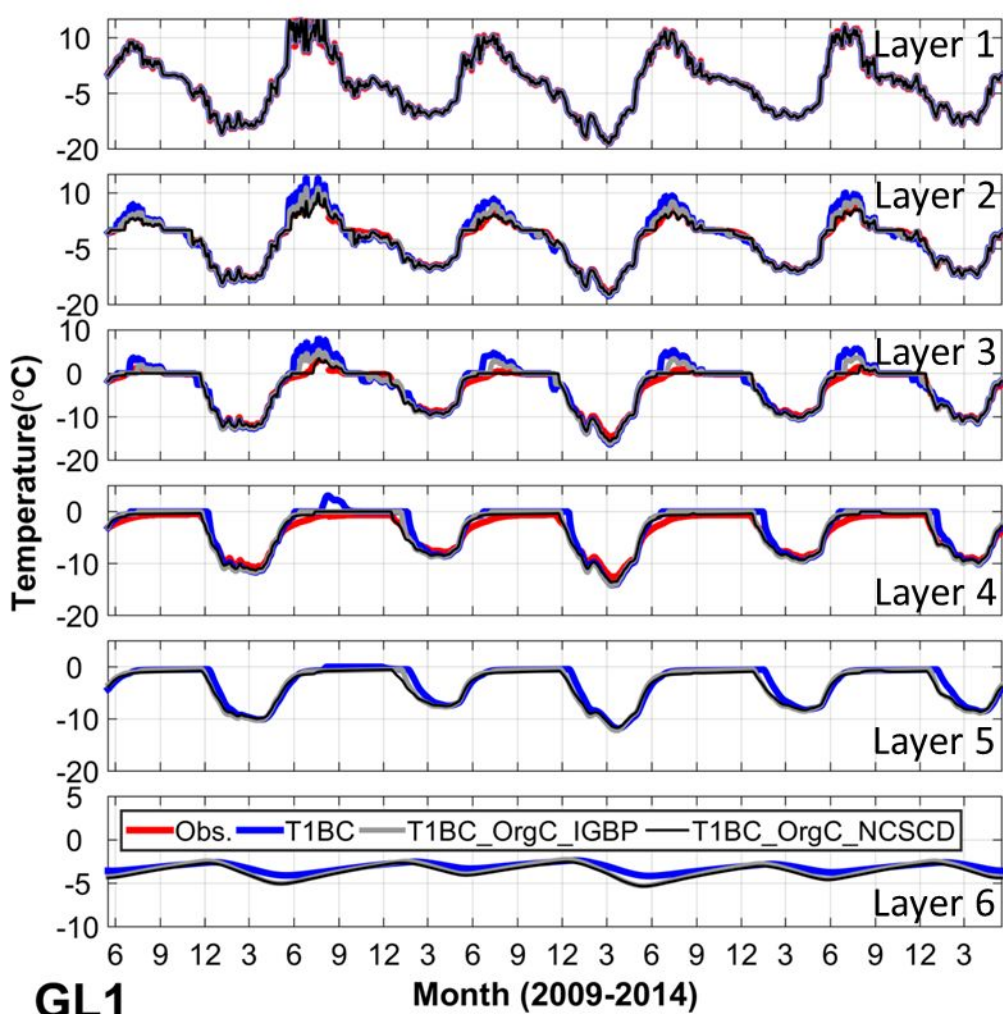 10
-5
-20
Layer 1
10
-5
-20
Layer 2
10
0
-10
-20
Layer 3
0
-10
-20
Layer 4
0
-10
-20
Layer 5
5
0
-5
-10
Obs. T1BC T1BC_OrgC_IGBP T1BC_OrgC_NCSCD
Layer 6
Temperature(°C)
6 9 12 3 6 9 12 3 6 9 12 3 6 9 12 3 6 9 12 3
GL1
Month (2009-2014)